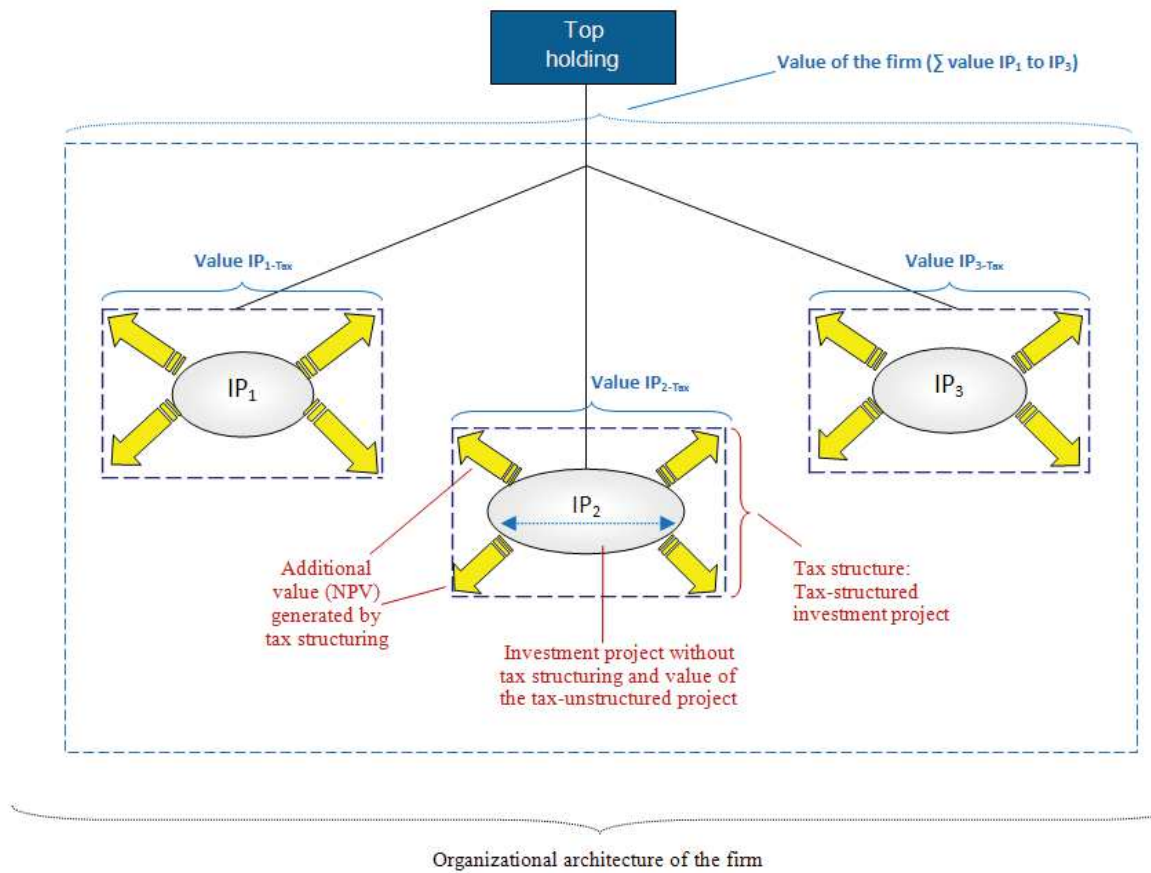 Top
holding
Value of the firm (∑ value IP₁ to IP₃)
Value IP₁₋Tax
Value IP₃₋Tax
IP₁
Value IP₂₋Tax
IP₃
IP₂
Additional
value (NPV)
generated by
tax structuring
Tax structure:
Tax-structured
investment project
Investment project without
tax structuring and value of
the tax-unstructured project
Organizational architecture of the firm